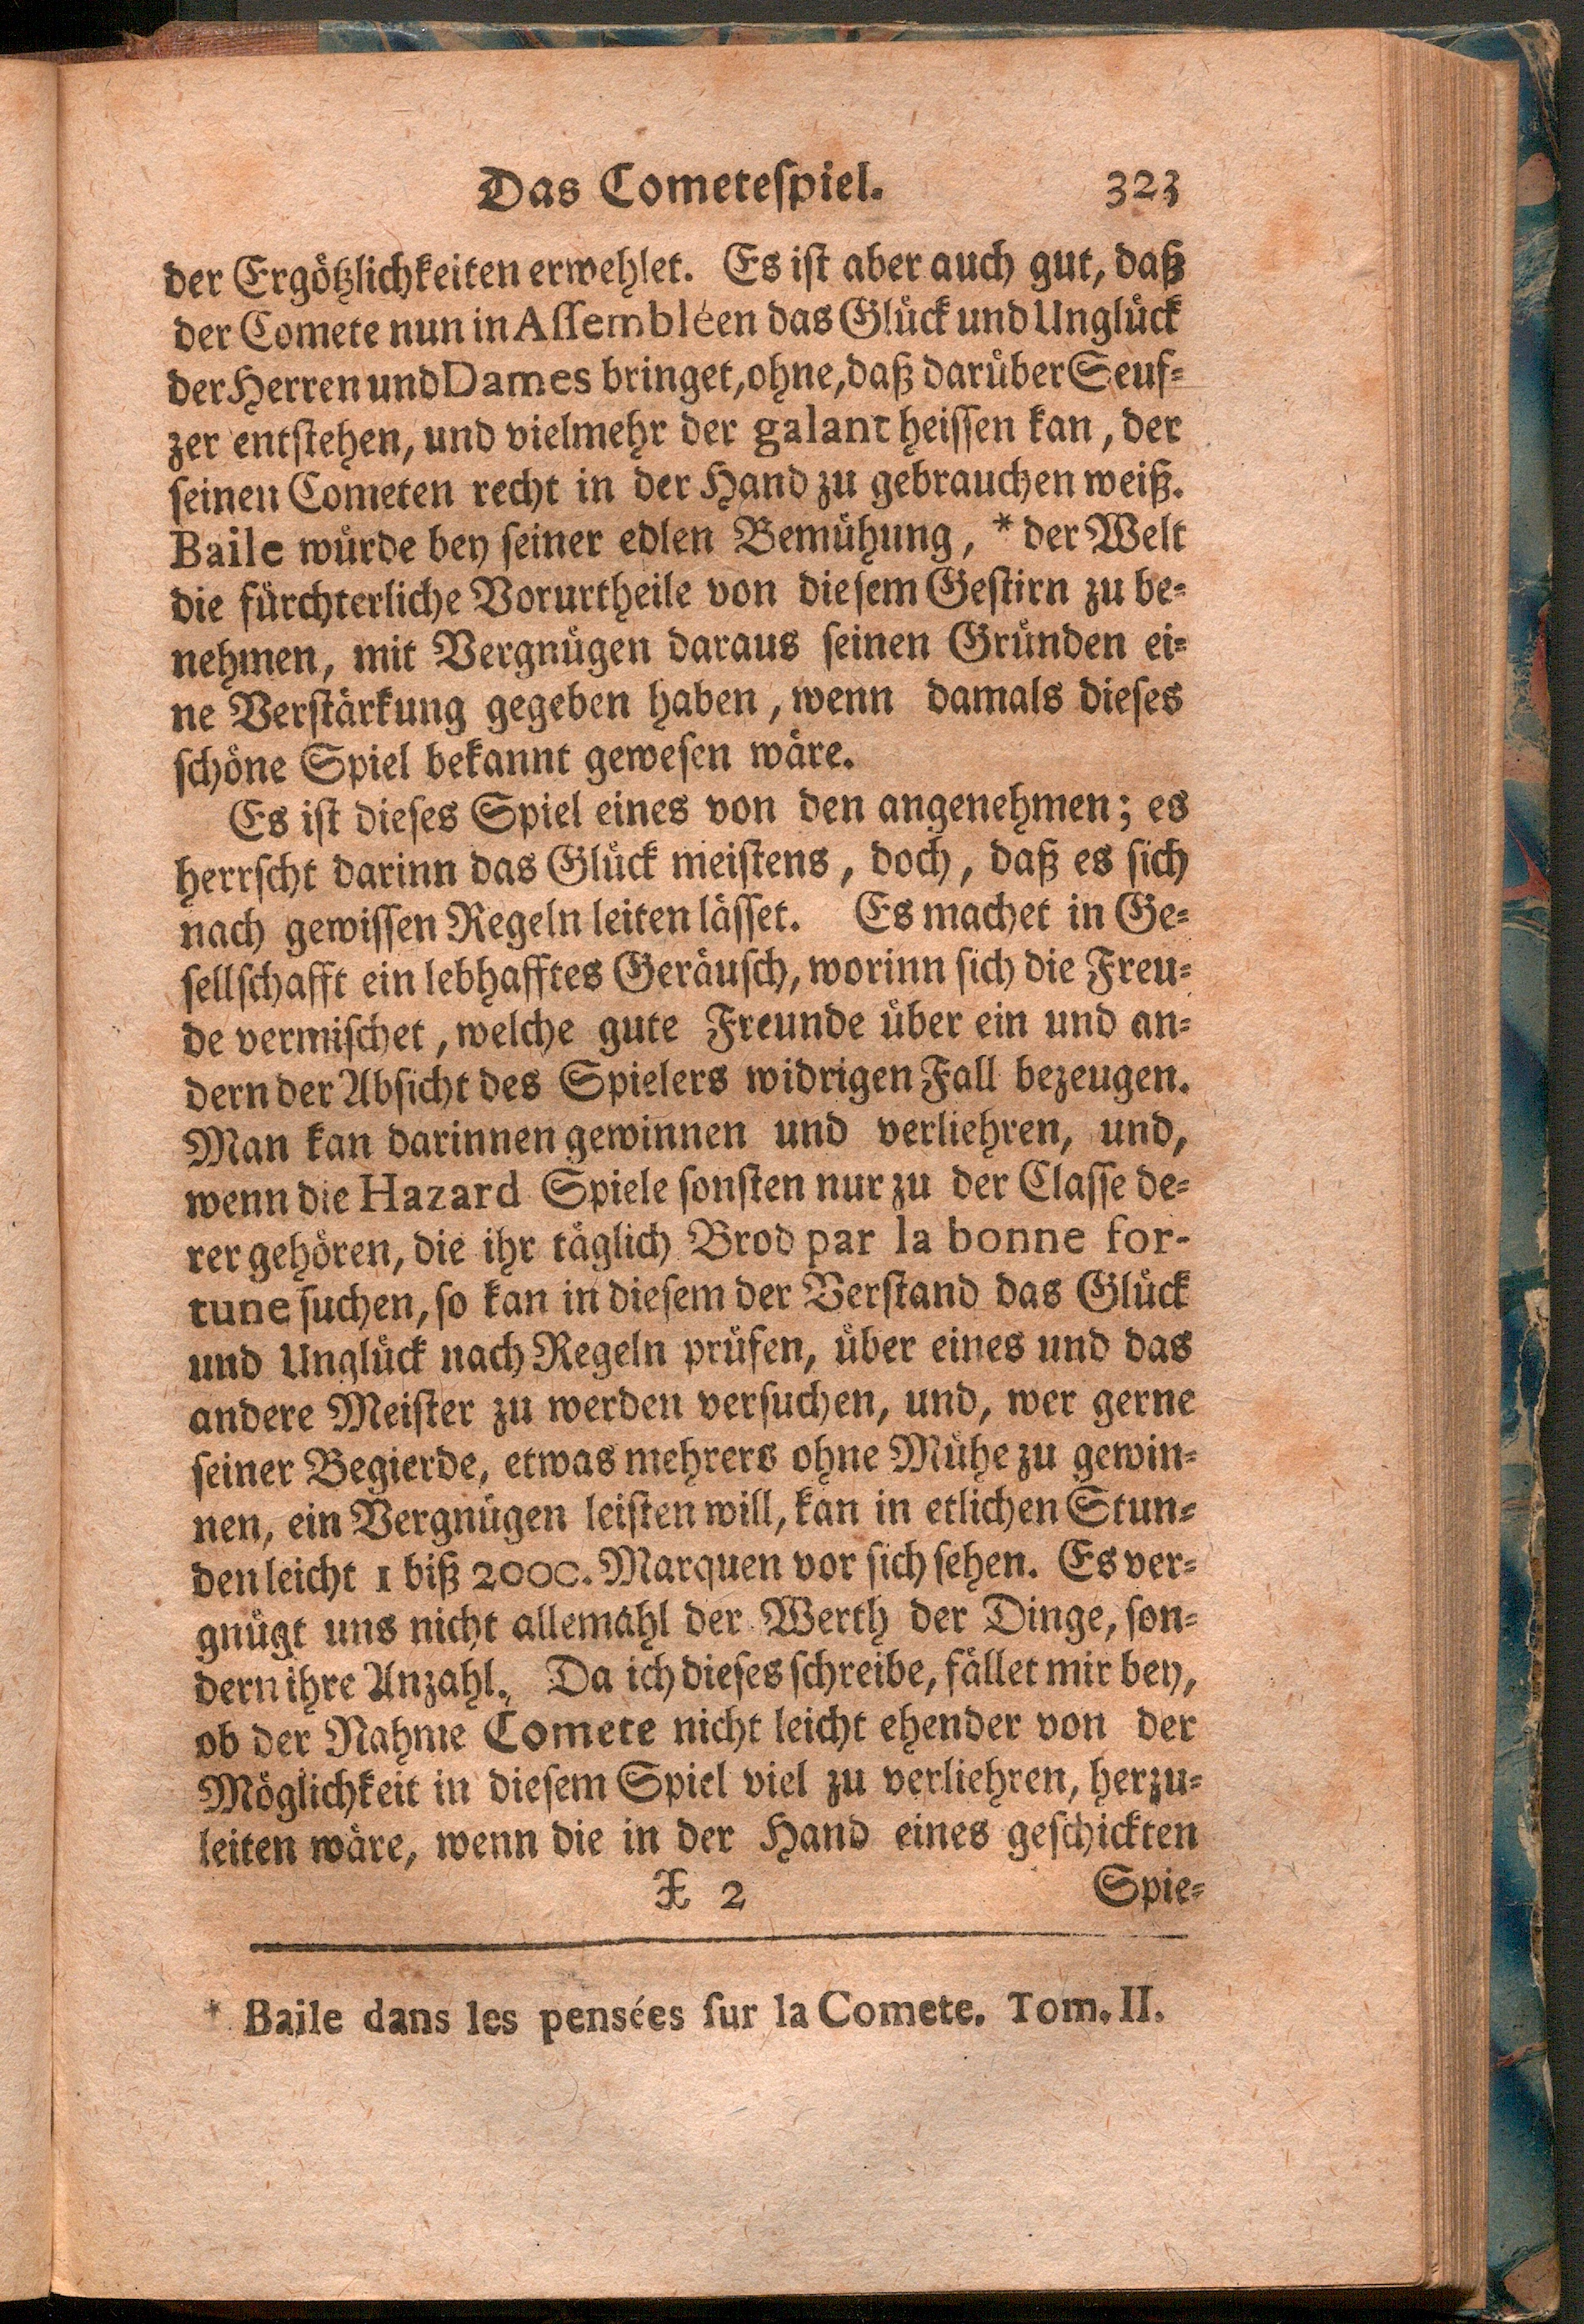 Das Cometespiel. 323
der Ergötzlichkeiten erwehlet. Es ist aber auch gut, daß
der Comete nun in Assembléen das Glück und Unglück
der Herren und Dames bringet, ohne, daß darüber Seuf-
zer entstehen, und vielmehr der galant heissen kan, der
seinen Cometen recht in der Hand zu gebrauchen weiß.
Baile würde bey seiner edlen Bemühung, * der Welt
die fürchterliche Vorurtheile von diesem Gestirn zu be-
nehmen, mit Vergnügen daraus seinen Gründen ei-
ne Verstärkung gegeben haben, wenn damals dieses
schöne Spiel bekannt gewesen wäre.
Es ist dieses Spiel eines von den angenehmen; es
herrscht darinn das Glück meistens, doch, daß es sich
nach gewissen Regeln leiten lässet. Es machet in Ge-
sellschafft ein lebhafftes Geräusch, worinn sich die Freu-
de vermischet, welche gute Freunde über ein und an-
dern der Absicht des Spielers widrigen Fall bezeugen.
Man kan darinnen gewinnen und verliehren, und,
wenn die Hazard Spiele sonsten nur zu der Classe de-
rer gehören, die ihr täglich Brod par la bonne for-
tune suchen, so kan in diesem der Verstand das Glück
und Unglück nach Regeln prüfen, über eines und das
andere Meister zu werden versuchen, und, wer gerne
seiner Begierde, etwas mehrers ohne Mühe zu gewin-
nen, ein Vergnügen leisten will, kan in etlichen Stun-
den leicht 1 biß 2000. Marquen vor sich sehen. Es ver-
gnügt uns nicht allemahl der Werth der Dinge, son-
dern ihre Anzahl. Da ich dieses schreibe, fället mir bey,
ob der Nahme Comete nicht leicht ehender von der
Möglichkeit in diesem Spiel viel zu verliehren, herzu-
leiten wäre, wenn die in der Hand eines geschickten
X 2 Spie-
* Baile dans les pensées sur la Comete. Tom. II.